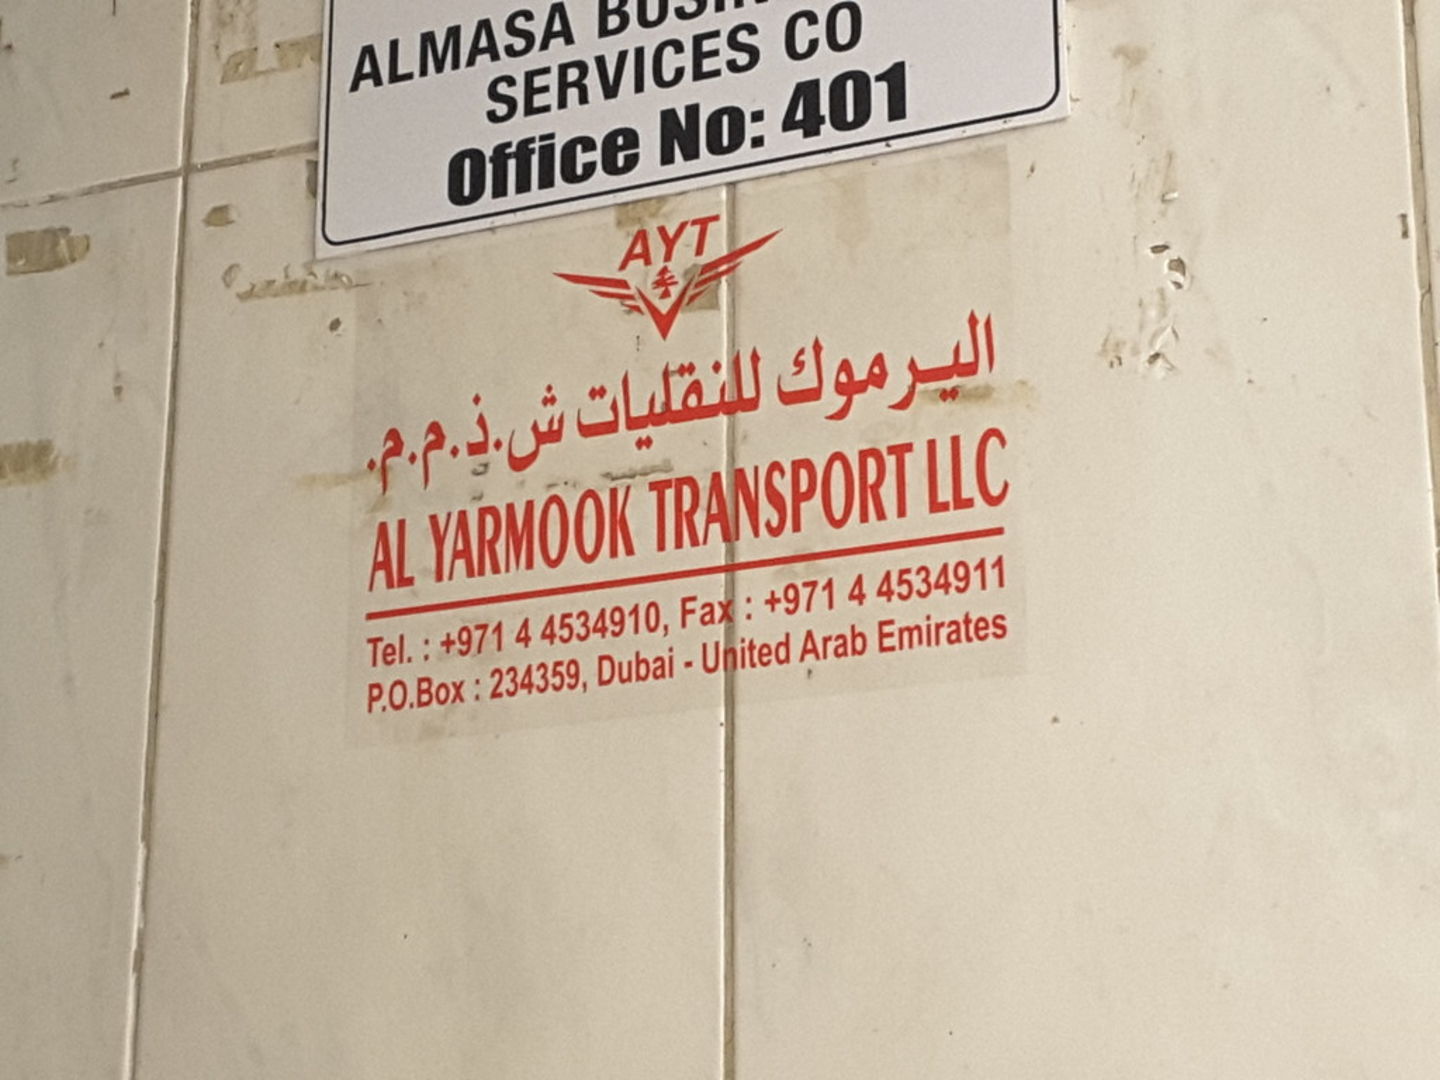 ALMASA
SERVICES CO
Office No: 401
AYT
اليرموك للنقليات ش.ذ.م.م.
AL YARMOOK TRANSPORT LLC
Tel. : +971 4 4534910, Fax : +971 4 4534911
P.O.Box : 234359, Dubai - United Arab Emirates